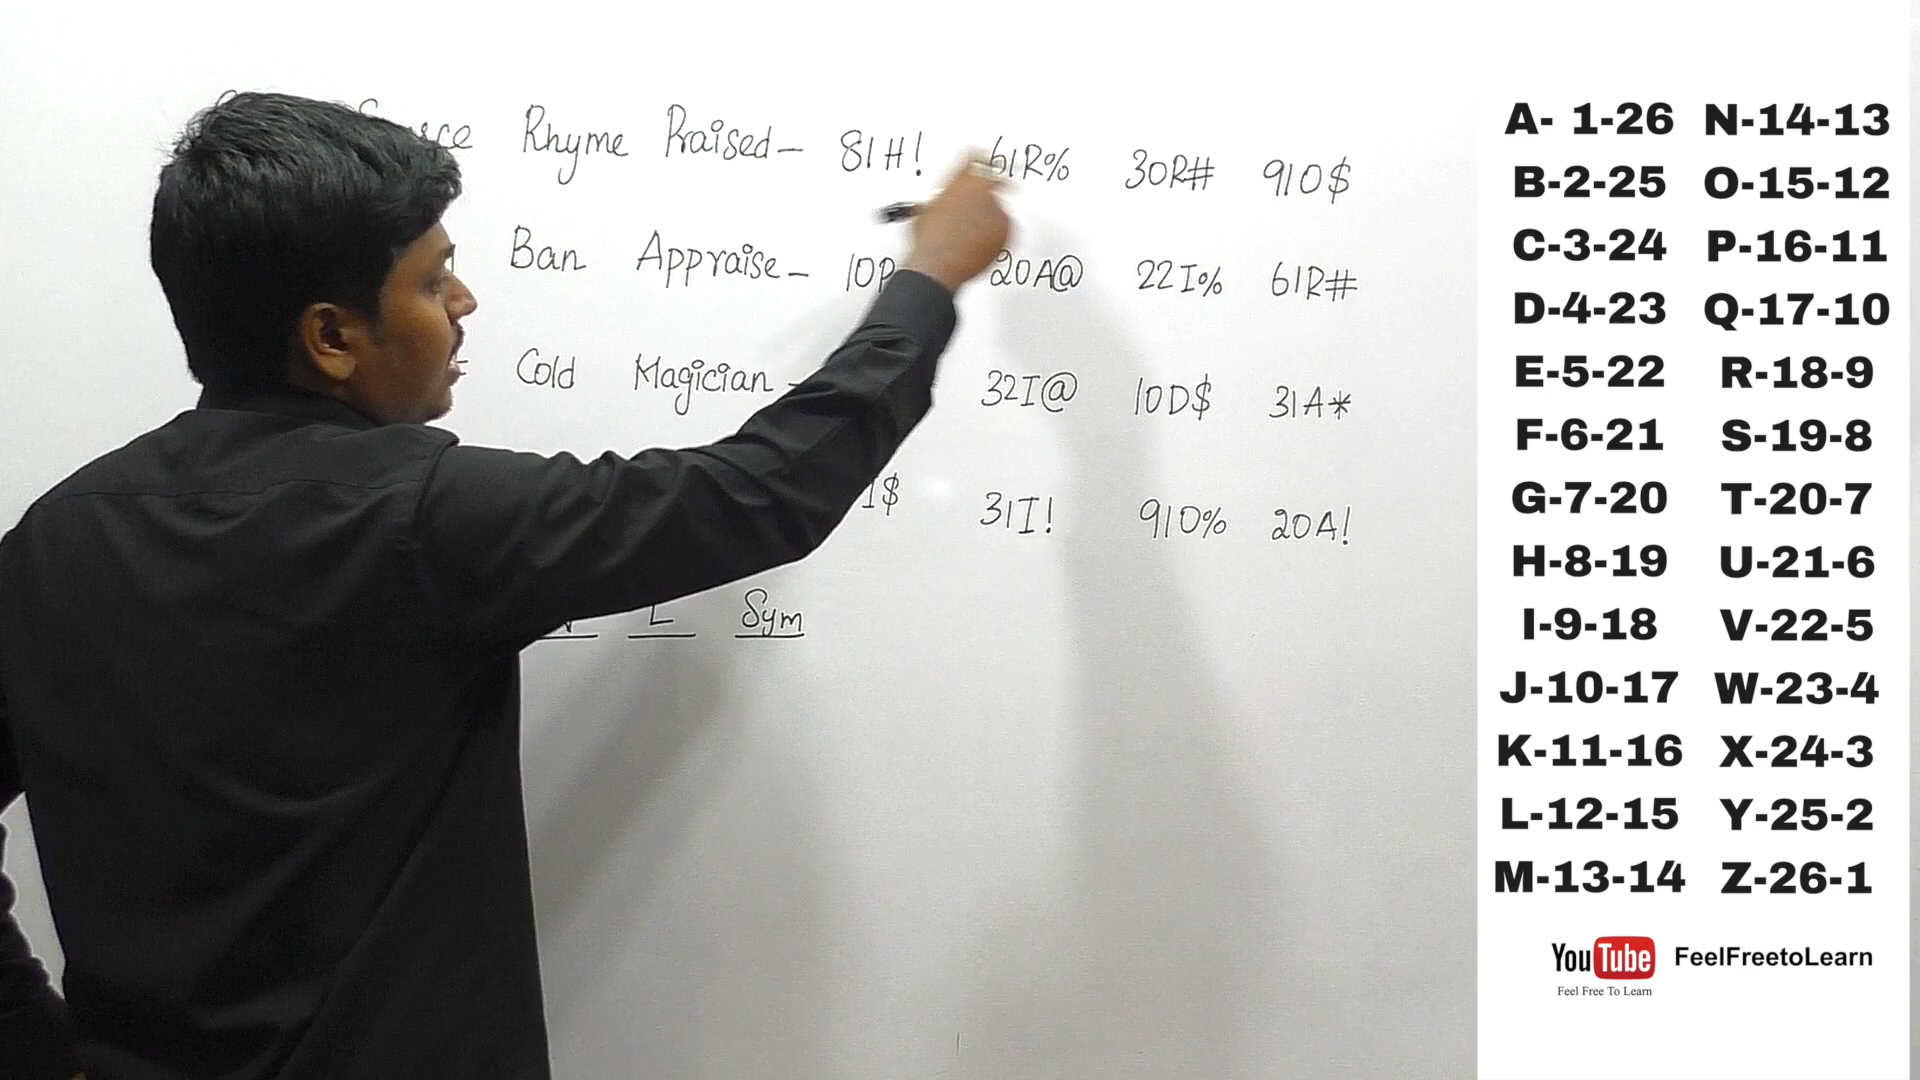 Rhyme Praised - 81H! 61R% 30R# 910$
Ban Appraise - 20A@ 22I% 61R#
Cold Magician - 32I@ 10D$ 31A*
I$ 31I! 910% 20A!
L Sym
A- 1-26 N-14-13
B-2-25 O-15-12
C-3-24 P-16-11
D-4-23 Q-17-10
E-5-22 R-18-9
F-6-21 S-19-8
G-7-20 T-20-7
H-8-19 U-21-6
I-9-18 V-22-5
J-10-17 W-23-4
K-11-16 X-24-3
L-12-15 Y-25-2
M-13-14 Z-26-1
YouTube FeelFreetoLearn
Feel Free To Learn